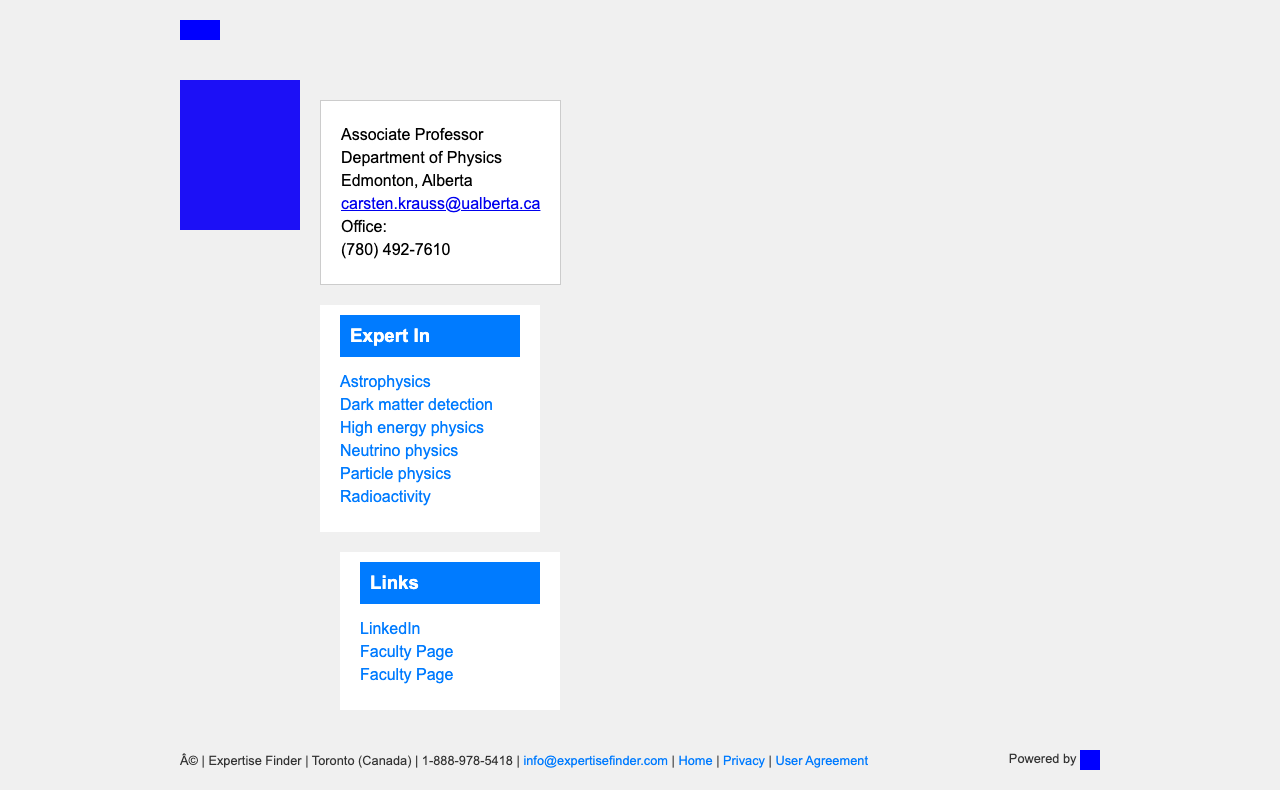 Associate Professor
Department of Physics
Edmonton, Alberta
carsten.krauss@ualberta.ca
Office:
(780) 492-7610
Expert In
Astrophysics
Dark matter detection
High energy physics
Neutrino physics
Particle physics
Radioactivity
Links
LinkedIn
Faculty Page
Faculty Page
Â© | Expertise Finder | Toronto (Canada) | 1-888-978-5418 | info@expertisefinder.com | Home | Privacy | User Agreement
Powered by